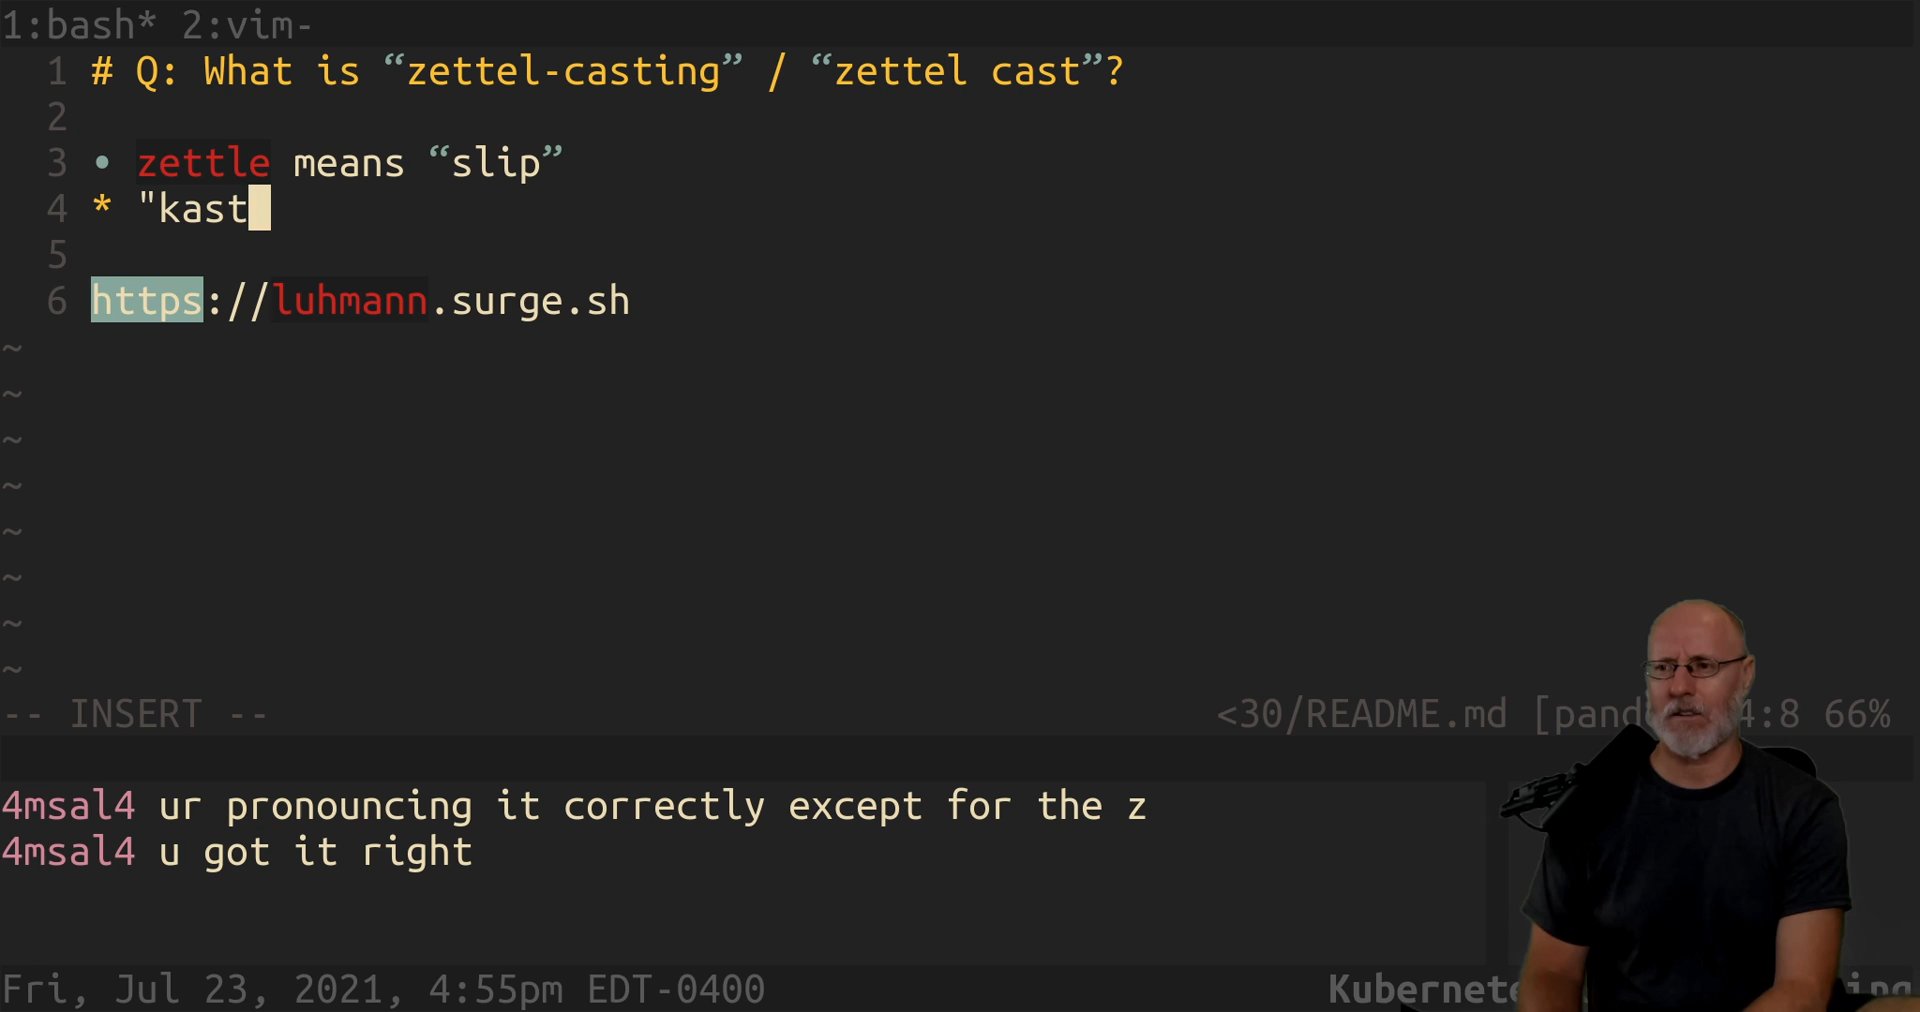 1:bash* 2:vim-
1 # Q: What is “zettel-casting” / “zettel cast”?
2
3 • zettle means “slip”
4 * "kast
5
6 https://luhmann.surge.sh
~
~
~
~
~
~
~
~
-- INSERT -- <30/README.md [pand 4:8 66%
4msal4 ur pronouncing it correctly except for the z
4msal4 u got it right
Fri, Jul 23, 2021, 4:55pm EDT-0400 Kubernete ing